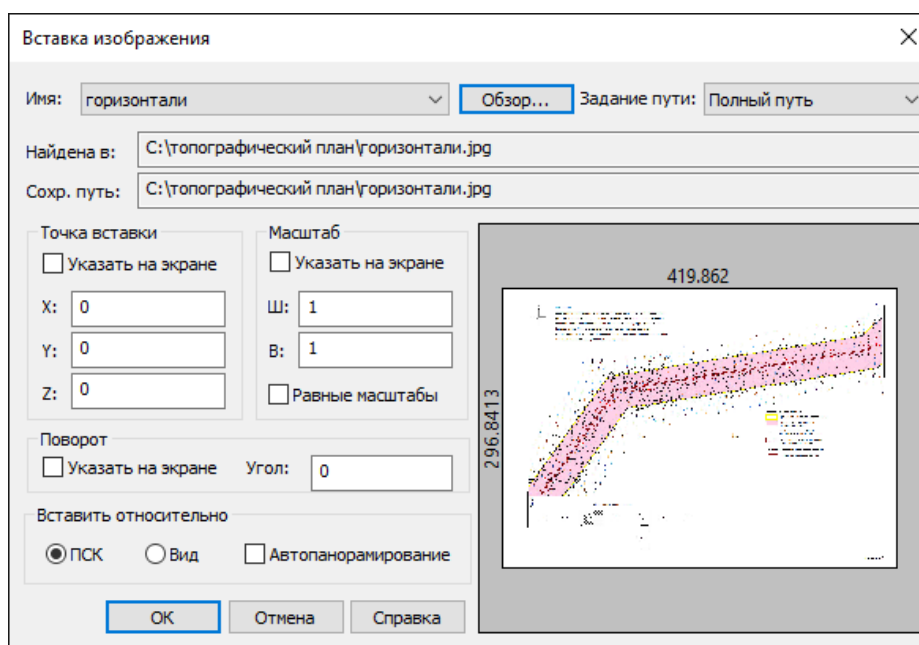 Вставка изображения
Имя: горизонтали Обзор... Задание пути: Полный путь
Найдена в: C:\топографический план\горизонтали.jpg
Сохр. путь: C:\топографический план\горизонтали.jpg
Точка вставки
Указать на экране
X: 0
Y: 0
Z: 0
Масштаб
Указать на экране
Ш: 1
В: 1
Равные масштабы
Поворот
Указать на экране Угол: 0
Вставить относительно
ПСК Вид Автопанорамирование
419.862
296.8413
ОК Отмена Справка